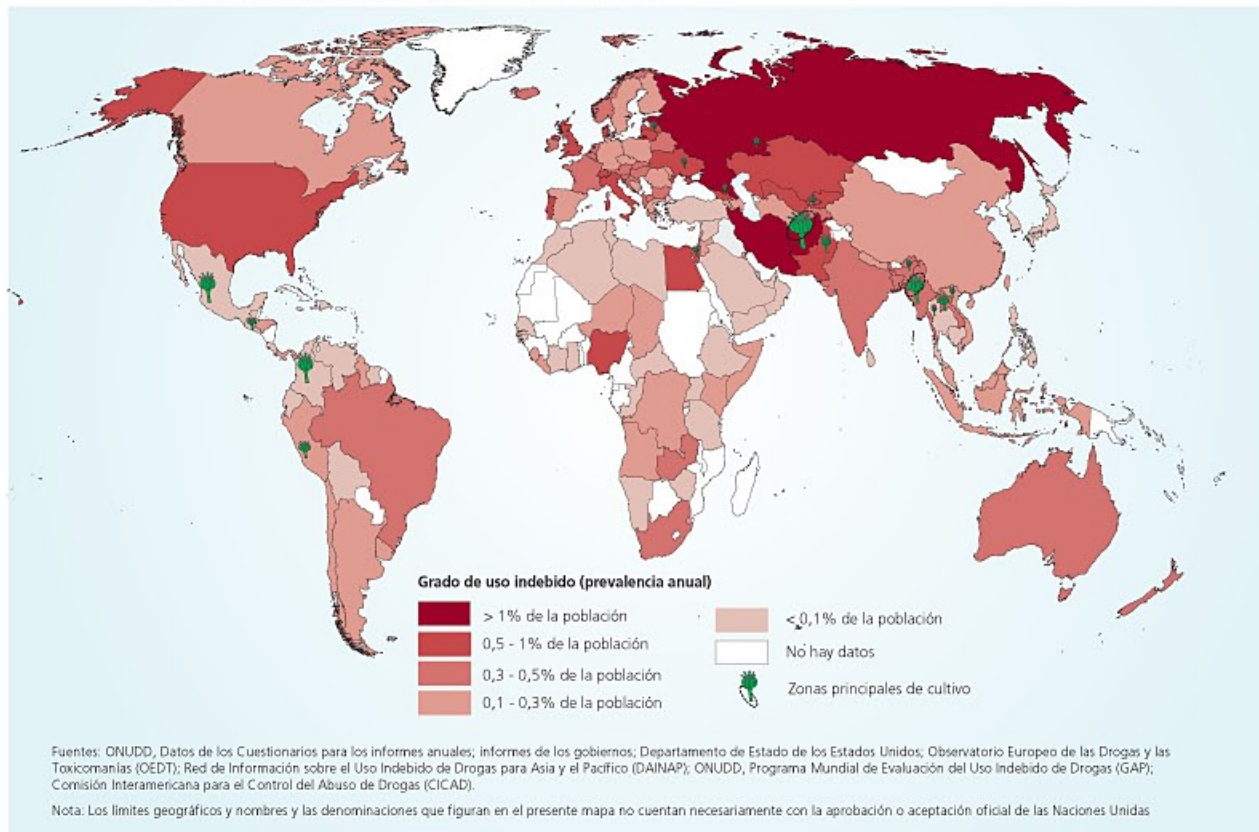 Grado de uso indebido (prevalencia anual)
> 1% de la población
0,5 - 1% de la población
0,3 - 0,5% de la población
0,1 - 0,3% de la población
< 0,1% de la población
No hay datos
Zonas principales de cultivo
Fuentes: ONUDD, Datos de los Cuestionarios para los informes anuales; informes de los gobiernos; Departamento de Estado de los Estados Unidos; Observatorio Europeo de las Drogas y las
Toxicomanías (OEDT); Red de Información sobre el Uso Indebido de Drogas para Asia y el Pacífico (DAINAP); ONUDD, Programa Mundial de Evaluación del Uso Indebido de Drogas (GAP);
Comisión Interamericana para el Control del Abuso de Drogas (CICAD).
Nota: Los límites geográficos y nombres y las denominaciones que figuran en el presente mapa no cuentan necesariamente con la aprobación o aceptación oficial de las Naciones Unidas